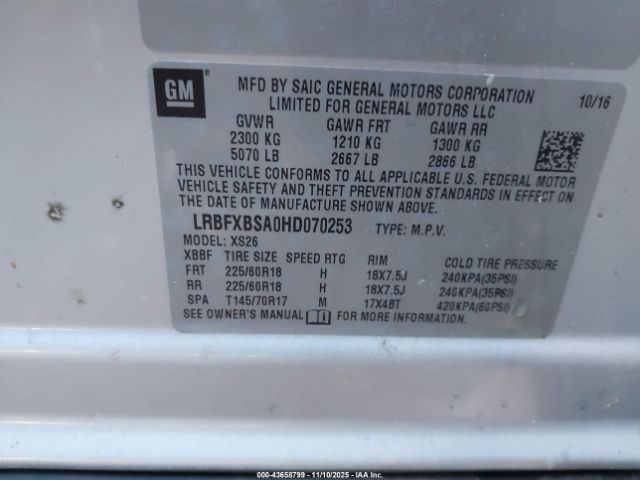 GM
MFD BY SAIC GENERAL MOTORS CORPORATION
LIMITED FOR GENERAL MOTORS LLC
10/16
GVWR GAWR FRT GAWR RR
2300 KG 1210 KG 1300 KG
5070 LB 2667 LB 2866 LB
THIS VEHICLE CONFORMS TO ALL APPLICABLE U.S. FEDERAL MOTOR
VEHICLE SAFETY AND THEFT PREVENTION STANDARDS IN EFFECT ON
THE DATE OF MANUFACTURE SHOWN ABOVE.
LRBFXBSA0HD070253 TYPE: M.P.V.
MODEL: XS26
XBBF TIRE SIZE SPEED RTG RIM COLD TIRE PRESSURE
FRT 225/60R18 H 18X7.5J 240KPA(35PSI)
RR 225/60R18 H 18X7.5J 240KPA(35PSI)
SPA T145/70R17 M 17X4BT 420KPA(60PSI)
SEE OWNER'S MANUAL FOR MORE INFORMATION.
000-43658799 — 11/10/2025 — IAAI.COM